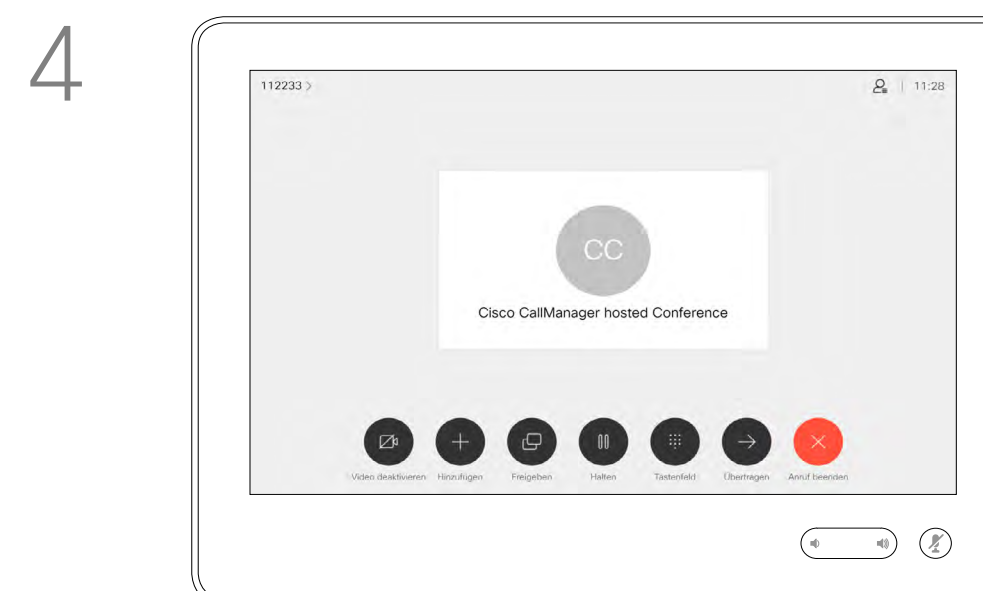 4
112233 >
11:28
CC
Cisco CallManager hosted Conference
Video deaktivieren Hinzufügen Freigeben Halten Tastenfeld Übertragen Anruf beenden